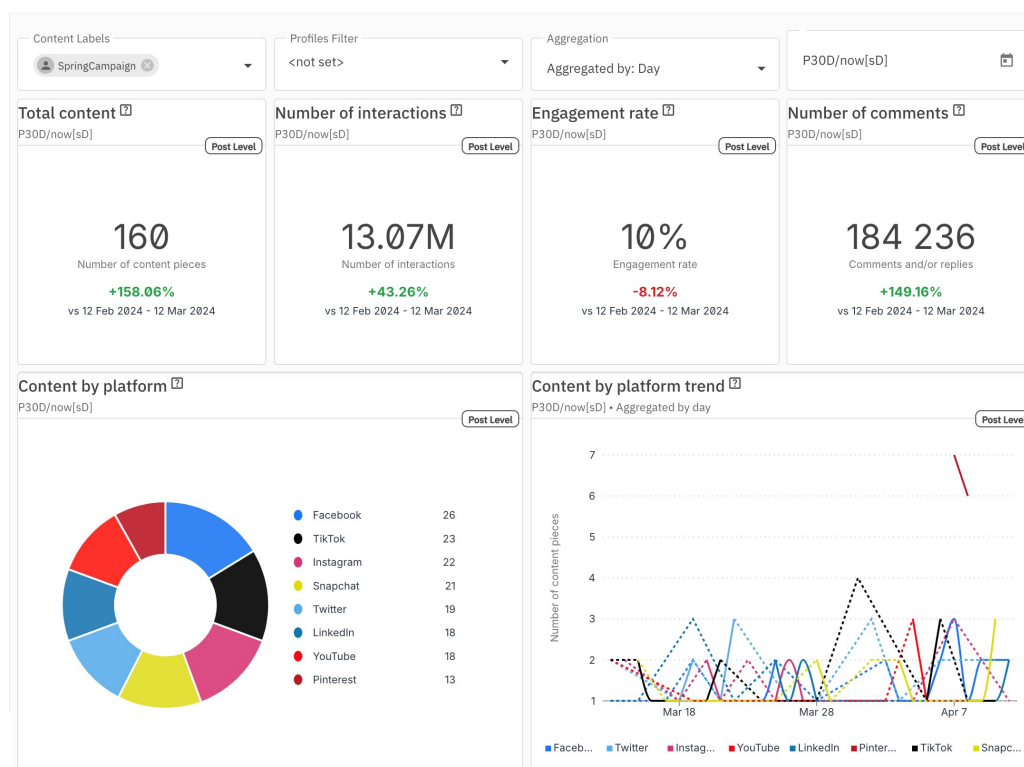 Content Labels
SpringCampaign
Profiles Filter
<not set>
Aggregation
Aggregated by: Day
P30D/now[sD]
Total content ?
P30D/now[sD]
Post Level
160
Number of content pieces
+158.06%
vs 12 Feb 2024 - 12 Mar 2024
Number of interactions ?
P30D/now[sD]
Post Level
13.07M
Number of interactions
+43.26%
vs 12 Feb 2024 - 12 Mar 2024
Engagement rate ?
P30D/now[sD]
Post Level
10%
Engagement rate
-8.12%
vs 12 Feb 2024 - 12 Mar 2024
Number of comments ?
P30D/now[sD]
Post Level
184 236
Comments and/or replies
+149.16%
vs 12 Feb 2024 - 12 Mar 2024
Content by platform ?
P30D/now[sD]
Post Level
Facebook 26
TikTok 23
Instagram 22
Snapchat 21
Twitter 19
LinkedIn 18
YouTube 18
Pinterest 13
Content by platform trend ?
P30D/now[sD] • Aggregated by day
Post Level
Number of content pieces
7
6
5
4
3
2
1
Mar 18 Mar 28 Apr 7
Faceb... Twitter Instag... YouTube LinkedIn Pinter... TikTok Snapc...